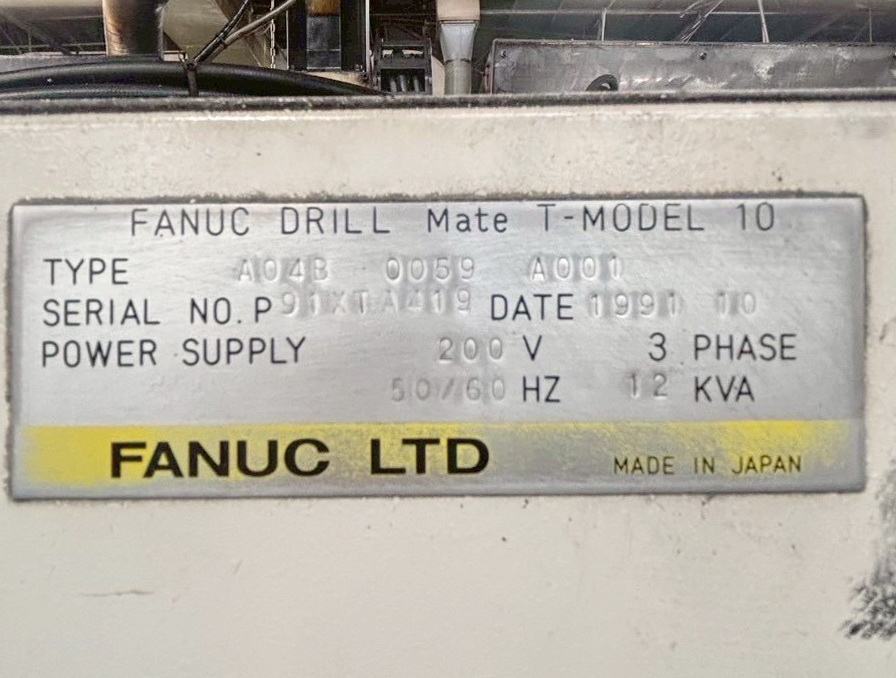 FANUC DRILL Mate T-MODEL 10
TYPE A04B 0059 A001
SERIAL NO. P 91XTA419 DATE 1991 10
POWER SUPPLY 200 V 3 PHASE
50/60 HZ 12 KVA
FANUC LTD MADE IN JAPAN